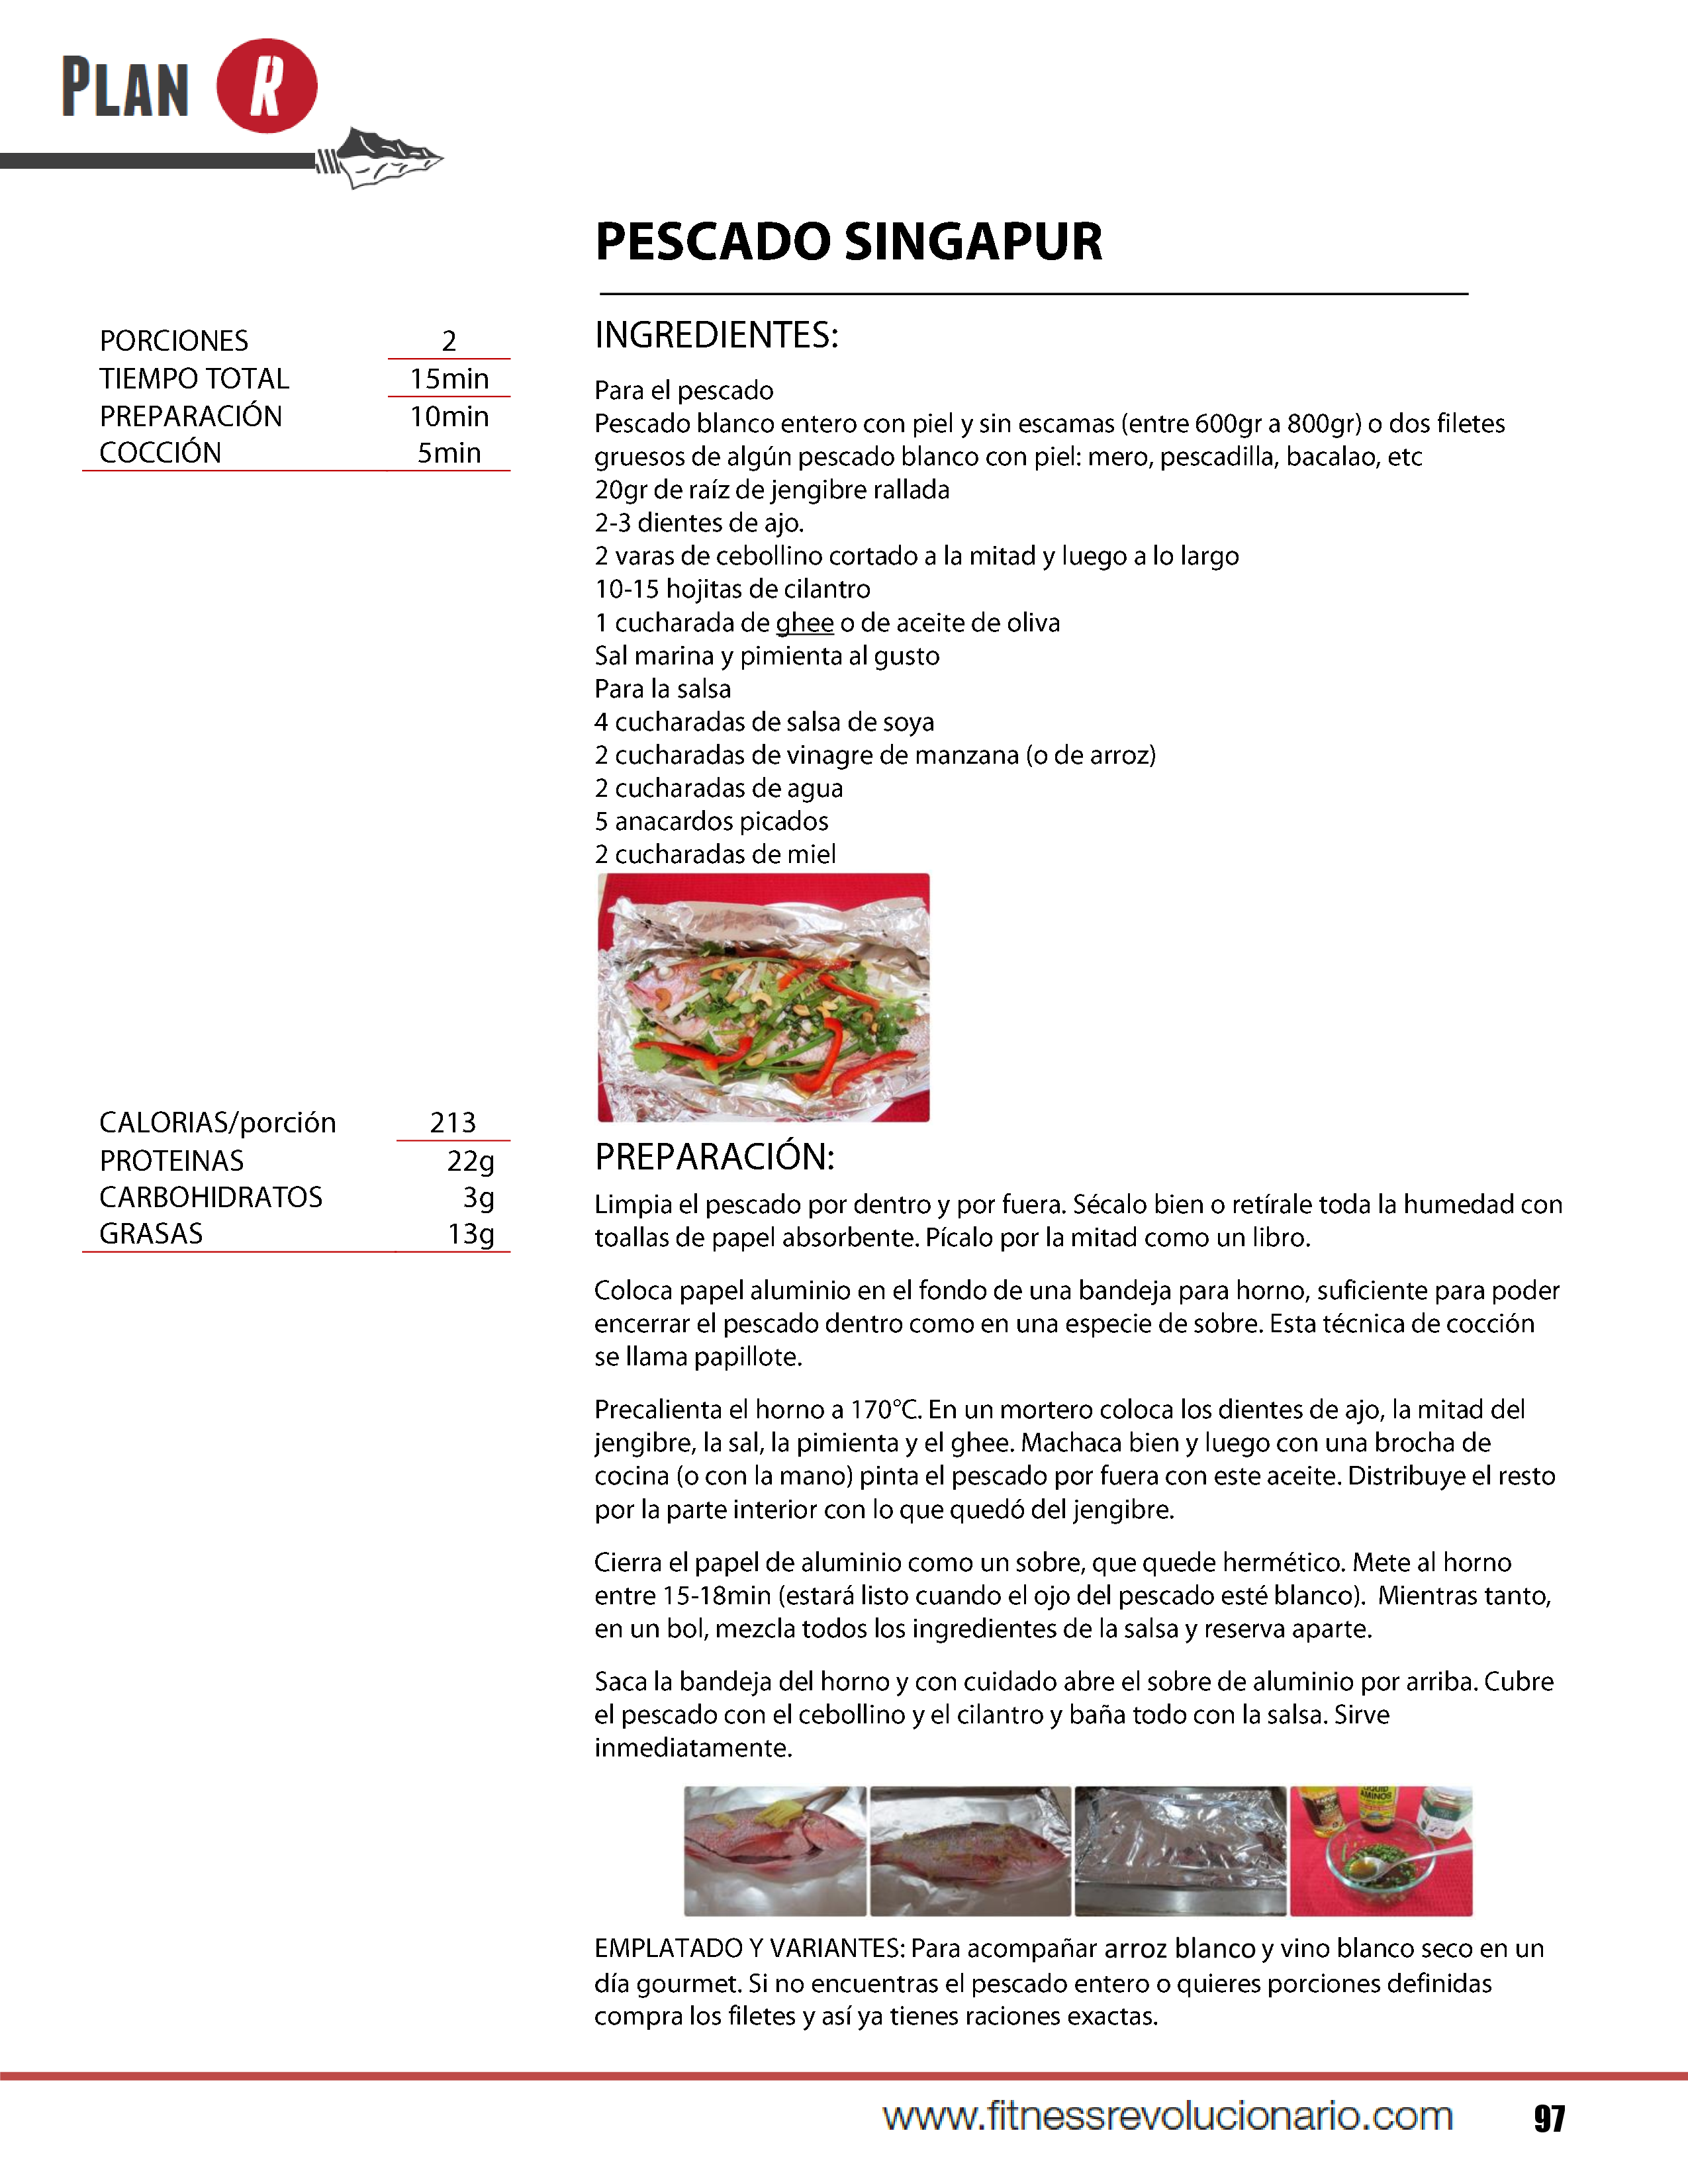 PLAN R
PESCADO SINGAPUR
PORCIONES 2
TIEMPO TOTAL 15min
PREPARACIÓN 10min
COCCIÓN 5min
INGREDIENTES:
Para el pescado
Pescado blanco entero con piel y sin escamas (entre 600gr a 800gr) o dos filetes
gruesos de algún pescado blanco con piel: mero, pescadilla, bacalao, etc
20gr de raíz de jengibre rallada
2-3 dientes de ajo.
2 varas de cebollino cortado a la mitad y luego a lo largo
10-15 hojitas de cilantro
1 cucharada de ghee o de aceite de oliva
Sal marina y pimienta al gusto
Para la salsa
4 cucharadas de salsa de soya
2 cucharadas de vinagre de manzana (o de arroz)
2 cucharadas de agua
5 anacardos picados
2 cucharadas de miel
CALORIAS/porción 213
PROTEINAS 22g
CARBOHIDRATOS 3g
GRASAS 13g
PREPARACIÓN:
Limpia el pescado por dentro y por fuera. Sécalo bien o retírale toda la humedad con
toallas de papel absorbente. Pícalo por la mitad como un libro.
Coloca papel aluminio en el fondo de una bandeja para horno, suficiente para poder
encerrar el pescado dentro como en una especie de sobre. Esta técnica de cocción
se llama papillote.
Precalienta el horno a 170°C. En un mortero coloca los dientes de ajo, la mitad del
jengibre, la sal, la pimienta y el ghee. Machaca bien y luego con una brocha de
cocina (o con la mano) pinta el pescado por fuera con este aceite. Distribuye el resto
por la parte interior con lo que quedó del jengibre.
Cierra el papel de aluminio como un sobre, que quede hermético. Mete al horno
entre 15-18min (estará listo cuando el ojo del pescado esté blanco). Mientras tanto,
en un bol, mezcla todos los ingredientes de la salsa y reserva aparte.
Saca la bandeja del horno y con cuidado abre el sobre de aluminio por arriba. Cubre
el pescado con el cebollino y el cilantro y baña todo con la salsa. Sirve
inmediatamente.
AMINOS
EMPLATADO Y VARIANTES: Para acompañar arroz blanco y vino blanco seco en un
día gourmet. Si no encuentras el pescado entero o quieres porciones definidas
compra los filetes y así ya tienes raciones exactas.
www.fitnessrevolucionario.com 97